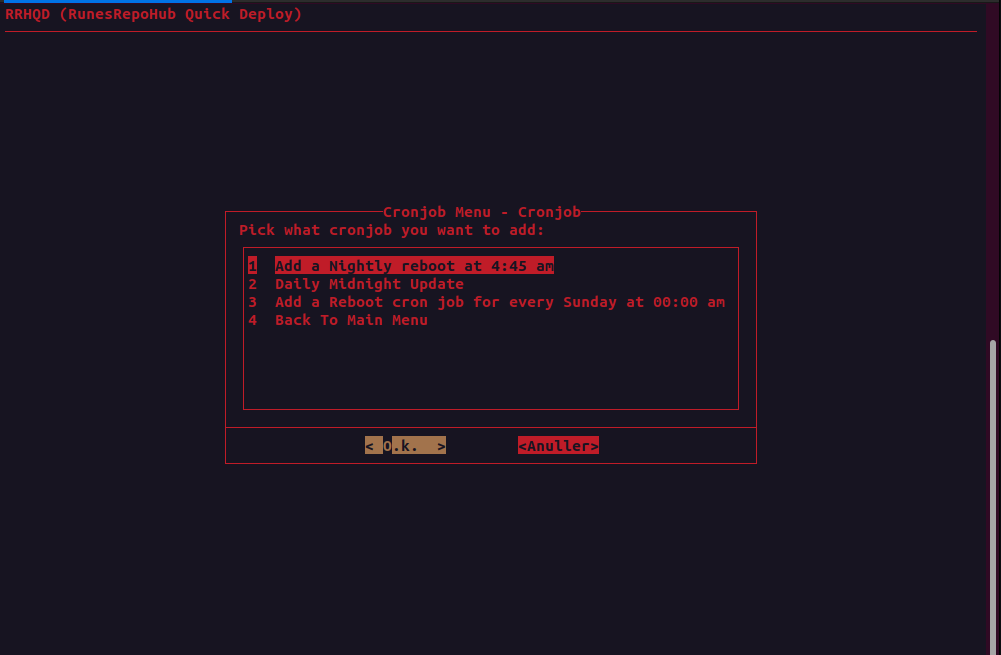 RRHQD (RunesRepoHub Quick Deploy)
Cronjob Menu - Cronjob
Pick what cronjob you want to add:
1 Add a Nightly reboot at 4:45 am
2 Daily Midnight Update
3 Add a Reboot cron job for every Sunday at 00:00 am
4 Back To Main Menu
< O.k. > <Anuller>